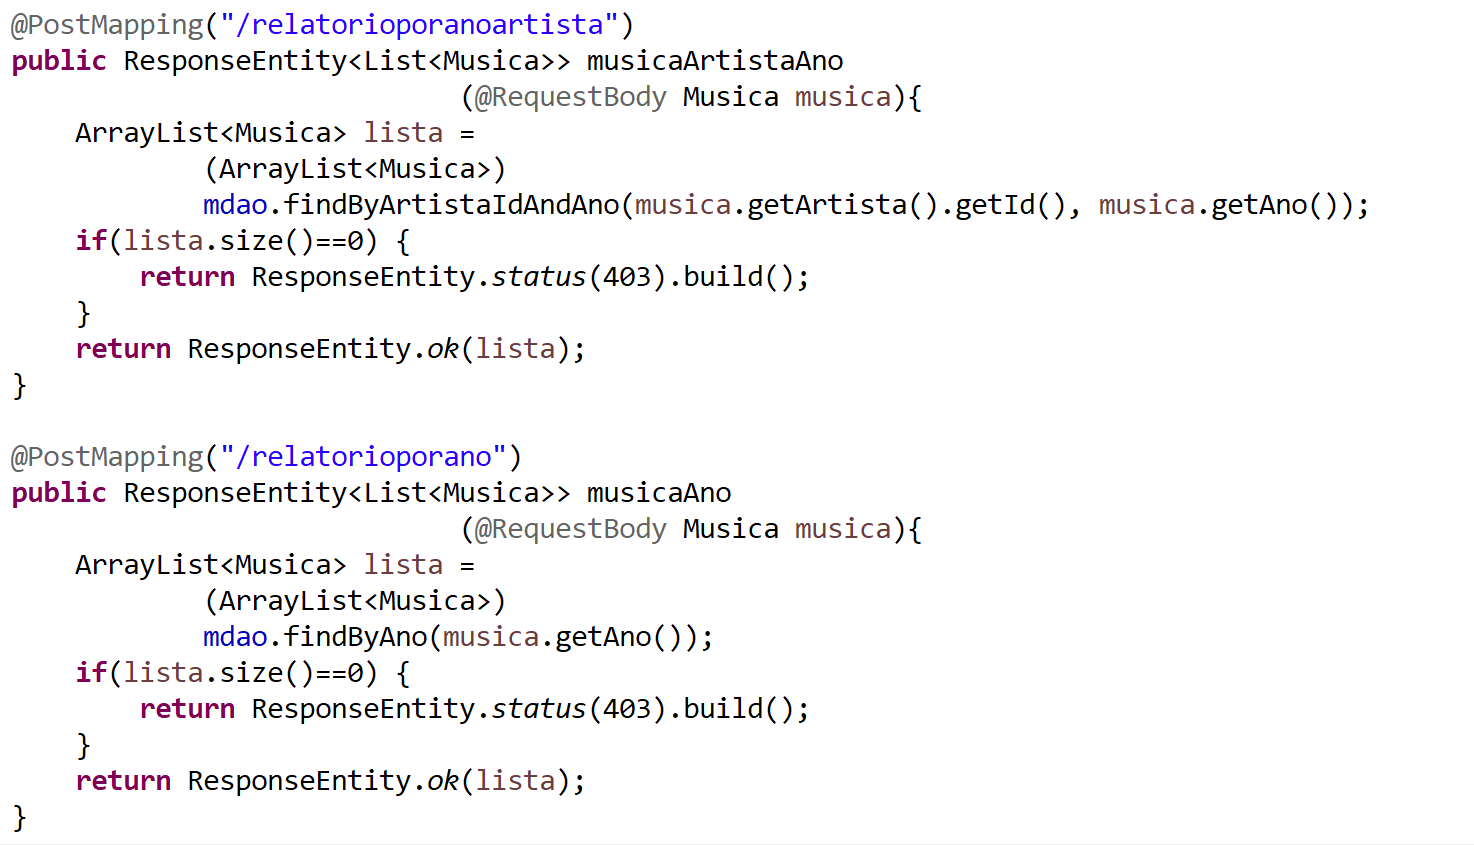 @PostMapping("/relatorioporanoartista")
public ResponseEntity<List<Musica>> musicaArtistaAno
                            (@RequestBody Musica musica){
    ArrayList<Musica> lista =
            (ArrayList<Musica>)
            mdao.findByArtistaIdAndAno(musica.getArtista().getId(), musica.getAno());
    if(lista.size()==0) {
        return ResponseEntity.status(403).build();
    }
    return ResponseEntity.ok(lista);
}

@PostMapping("/relatorioporano")
public ResponseEntity<List<Musica>> musicaAno
                            (@RequestBody Musica musica){
    ArrayList<Musica> lista =
            (ArrayList<Musica>)
            mdao.findByAno(musica.getAno());
    if(lista.size()==0) {
        return ResponseEntity.status(403).build();
    }
    return ResponseEntity.ok(lista);
}